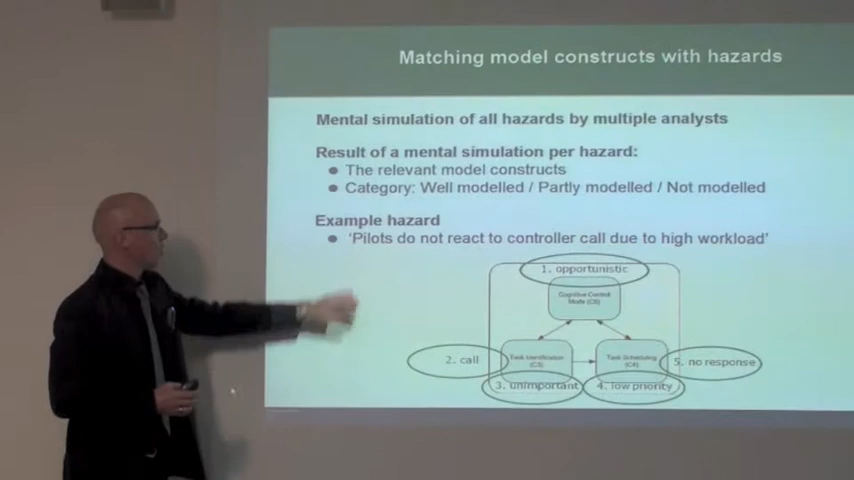 Matching model constructs with hazards
Mental simulation of all hazards by multiple analysts
Result of a mental simulation per hazard:
● The relevant model constructs
● Category: Well modelled / Partly modelled / Not modelled
Example hazard
● 'Pilots do not react to controller call due to high workload'
1. opportunistic
Cognitive Control
Mode (C8)
2. call
Task Identification
Task Scheduling
5. no response
3. unimportant
4. low priority